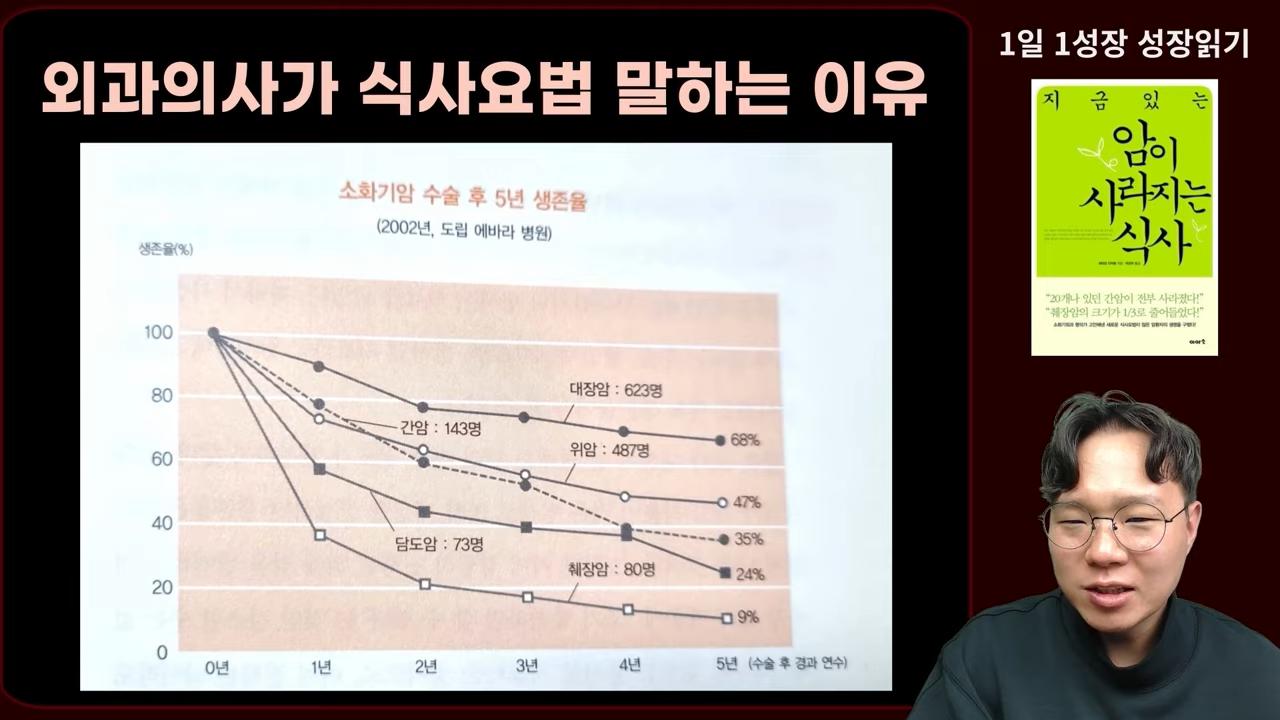 외과의사가 식사요법 말하는 이유
소화기암 수술 후 5년 생존율
(2002년, 도립 에바라 병원)
생존율(%)
100
80
60
40
20
0
대장암 : 623명
간암 : 143명
위암 : 487명
담도암 : 73명
췌장암 : 80명
68%
47%
35%
24%
9%
0년 1년 2년 3년 4년 5년 (수술 후 경과 연수)
1일 1성장 성장읽기
지금있는
암이
사라지는
식사
“20개나 있던 간암이 전부 사라졌다!”
“췌장암의 크기가 1/3로 줄어들었다!”